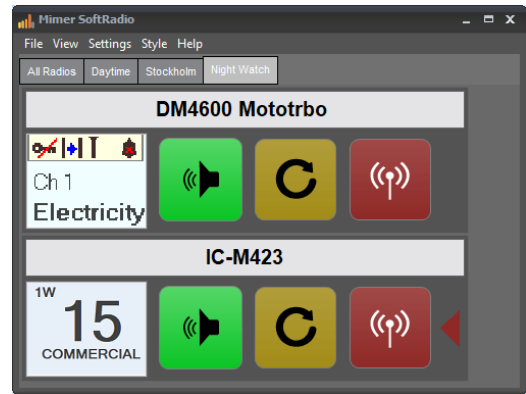 Mimer SoftRadio
File View Settings Style Help
All Radios Daytime Stockholm Night Watch
DM4600 Mototrbo
Ch 1
Electricity
IC-M423
1W
15
COMMERCIAL